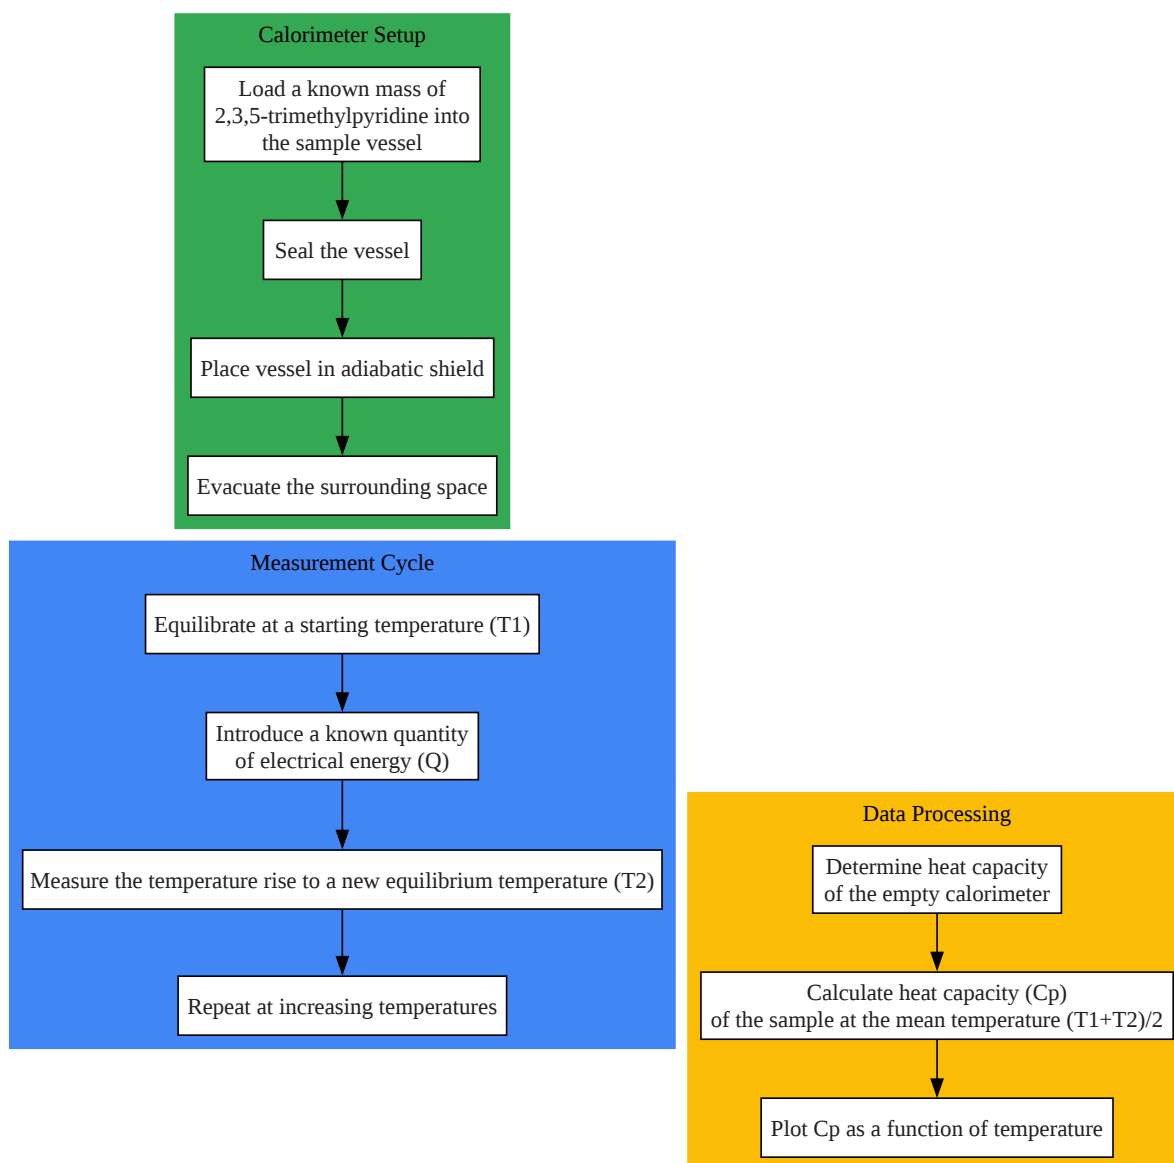 Calorimeter Setup
Load a known mass of
2,3,5-trimethylpyridine into
the sample vessel
Seal the vessel
Place vessel in adiabatic shield
Evacuate the surrounding space
Measurement Cycle
Equilibrate at a starting temperature (T1)
Introduce a known quantity
of electrical energy (Q)
Measure the temperature rise to a new equilibrium temperature (T2)
Repeat at increasing temperatures
Data Processing
Determine heat capacity
of the empty calorimeter
Calculate heat capacity (Cp)
of the sample at the mean temperature (T1+T2)/2
Plot Cp as a function of temperature